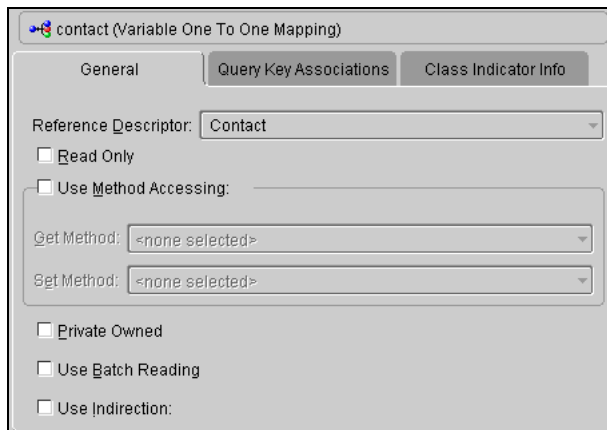 contact (Variable One To One Mapping)
General Query Key Associations Class Indicator Info
Reference Descriptor: Contact
Read Only
Use Method Accessing:
Get Method: <none selected>
Set Method: <none selected>
Private Owned
Use Batch Reading
Use Indirection: